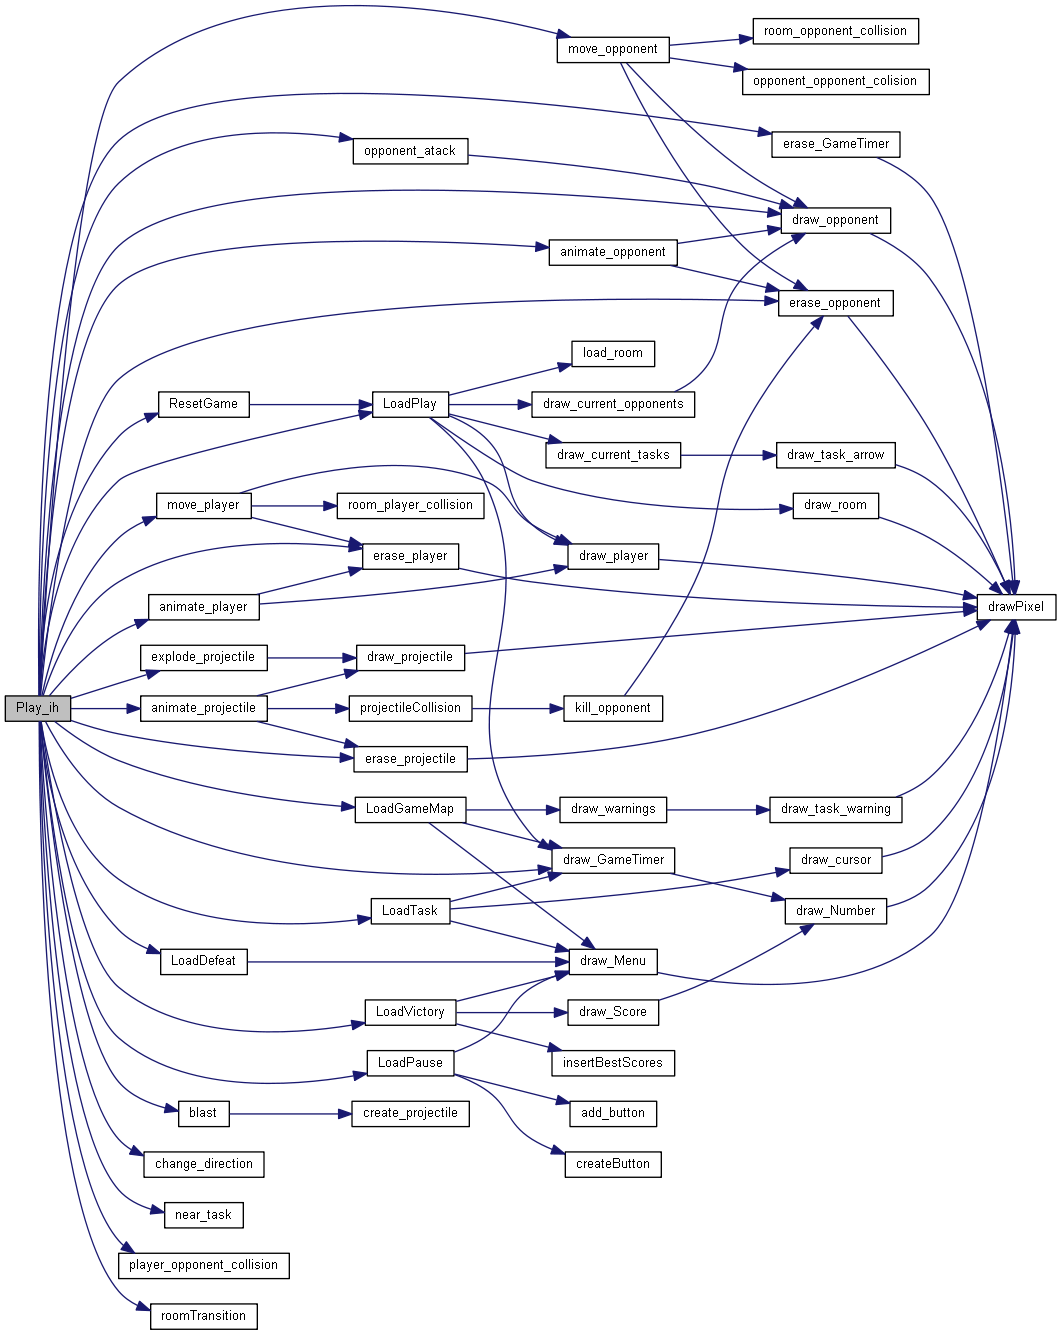 move_opponent
room_opponent_collision
opponent_opponent_colision
erase_GameTimer
opponent_atack
draw_opponent
animate_opponent
erase_opponent
load_room
ResetGame
LoadPlay
draw_current_opponents
draw_current_tasks
draw_task_arrow
move_player
room_player_collision
draw_room
erase_player
draw_player
animate_player
drawPixel
explode_projectile
draw_projectile
Play_ih
animate_projectile
projectileCollision
kill_opponent
erase_projectile
LoadGameMap
draw_warnings
draw_task_warning
draw_GameTimer
draw_cursor
LoadTask
draw_Number
LoadDefeat
draw_Menu
LoadVictory
draw_Score
LoadPause
insertBestScores
blast
create_projectile
add_button
change_direction
createButton
near_task
player_opponent_collision
roomTransition